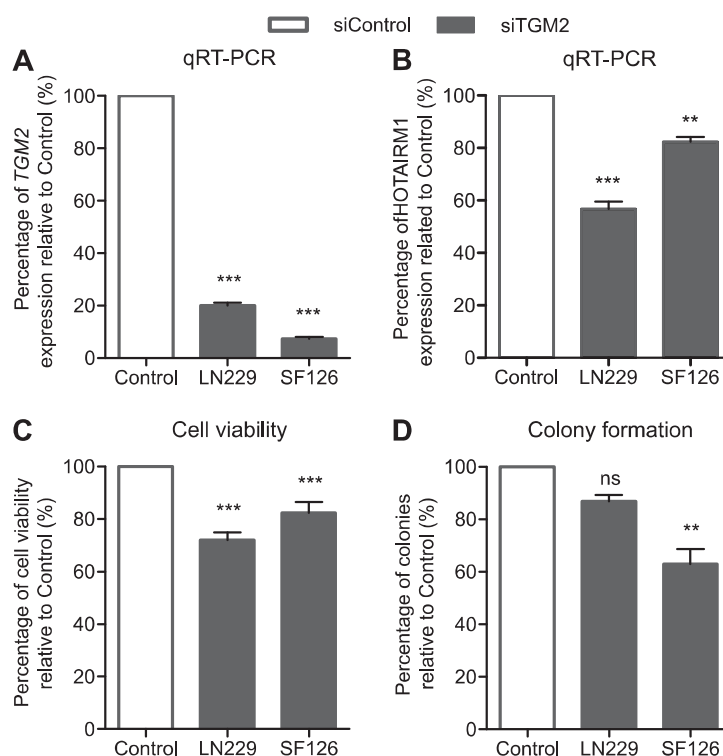 siControl siTGM2
A B
qRT-PCR qRT-PCR
Percentage of TGM2
expression relative to Control (%)
100
80
60
40
20
0
***
***
Control LN229 SF126
Percentage ofHOTAIRM1
expression related to Control (%)
100
80
60
40
20
0
***
**
Control LN229 SF126
C D
Cell viability Colony formation
Percentage of cell viability
relative to Control (%)
100
80
60
40
20
0
***
***
Control LN229 SF126
Percentage of colonies
relative to Control (%)
100
80
60
40
20
0
ns
**
Control LN229 SF126